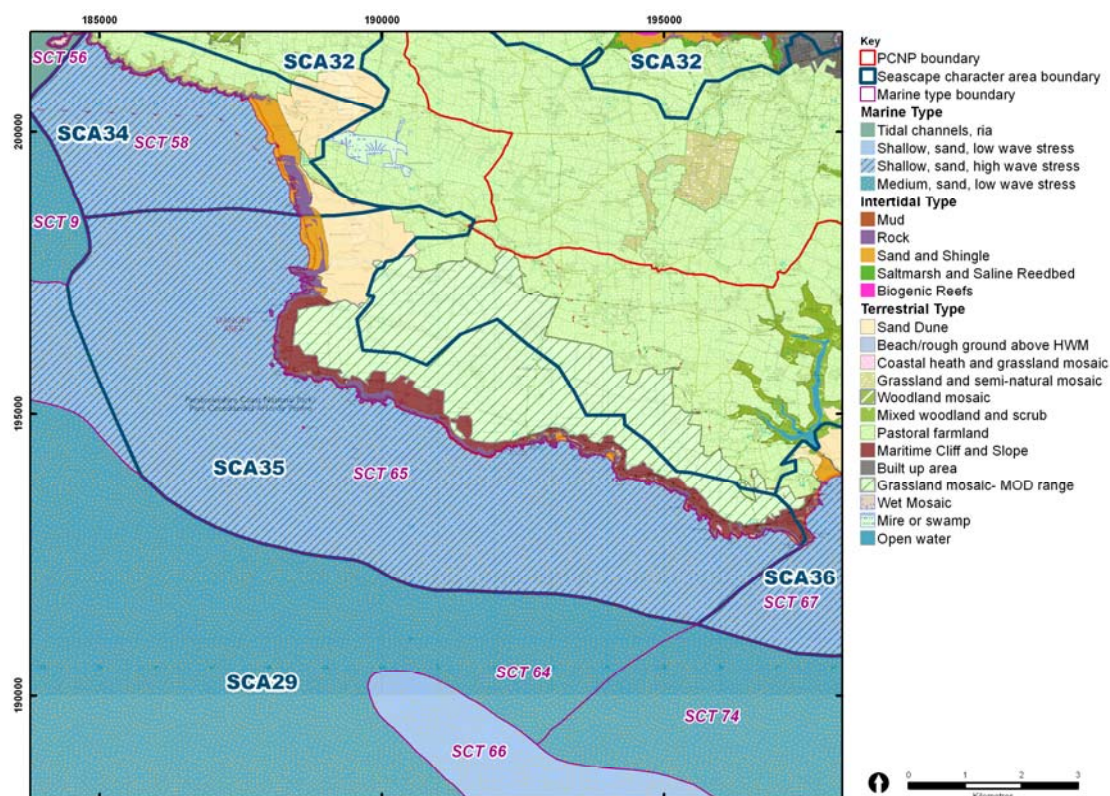 185000
190000
195000
200000
195000
190000
SCT 56
SCA32
SCA32
SCA34
SCT 58
SCT 9
DANGER
AREA
SCA35
SCT 65
SCA36
SCT 67
SCA29
SCT 64
SCT 74
SCT 66
Key
PCNP boundary
Seascape character area boundary
Marine type boundary
Marine Type
Tidal channels, ria
Shallow, sand, low wave stress
Shallow, sand, high wave stress
Medium, sand, low wave stress
Intertidal Type
Mud
Rock
Sand and Shingle
Saltmarsh and Saline Reedbed
Biogenic Reefs
Terrestrial Type
Sand Dune
Beach/rough ground above HWM
Coastal heath and grassland mosaic
Grassland and semi-natural mosaic
Woodland mosaic
Mixed woodland and scrub
Pastoral farmland
Maritime Cliff and Slope
Built up area
Grassland mosaic- MOD range
Wet Mosaic
Mire or swamp
Open water
0 1 2 3